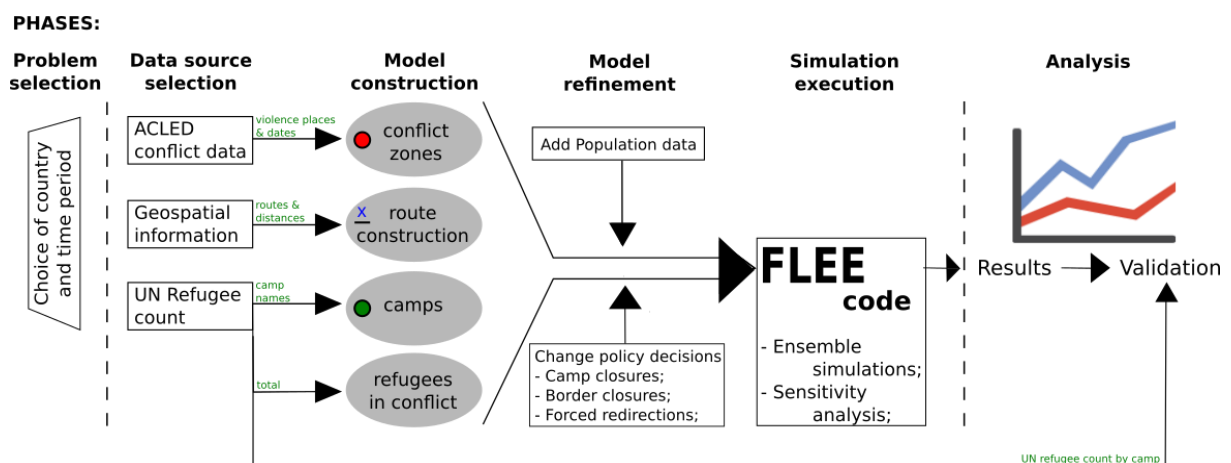 PHASES:
Problem
selection
Data source
selection
Model
construction
Model
refinement
Simulation
execution
Analysis
Choice of country
and time period
ACLED
conflict data
violence places
& dates
conflict
zones
Geospatial
information
routes &
distances
x
route
construction
UN Refugee
count
camp
names
camps
total
refugees
in conflict
Add Population data
Change policy decisions
- Camp closures;
- Border closures;
- Forced redirections;
FLEE
code
- Ensemble
simulations;
- Sensitivity
analysis;
Results
Validation
UN refugee count by camp